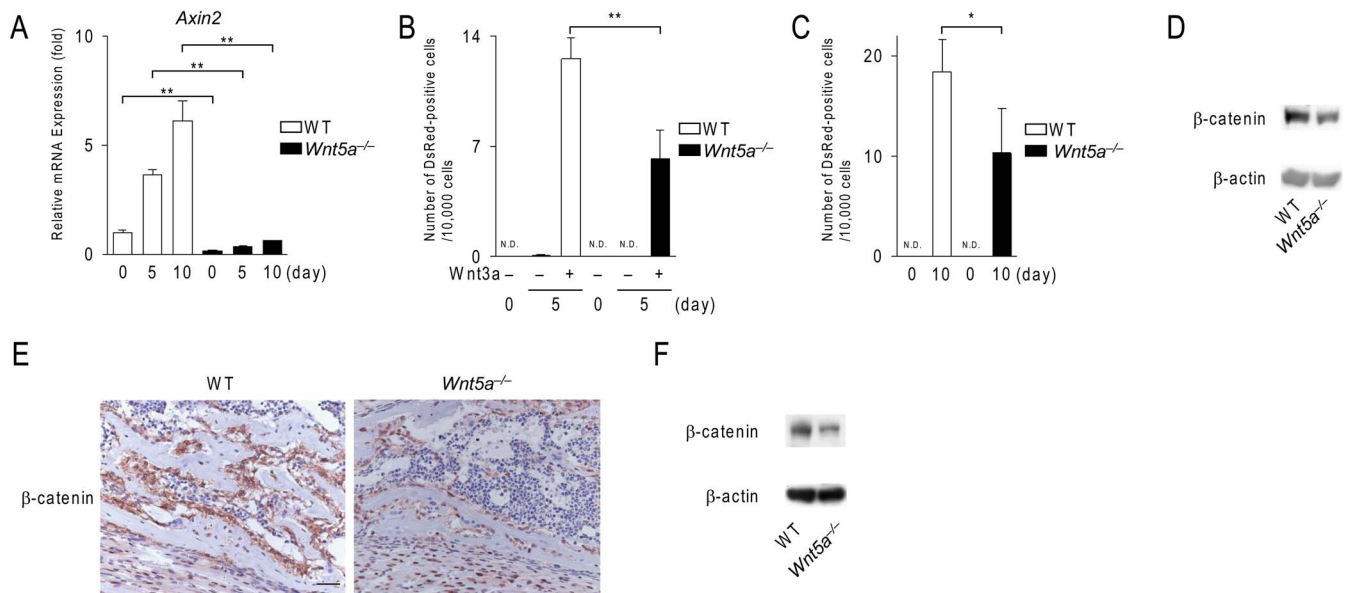 A
Axin2
Relative mRNA Expression (fold)
10
5
0
**
**
**
WT
Wnt5a–/–
0 5 10 0 5 10 (day)
B
Number of DsRed-positive cells
/10,000 cells
14
7
0
**
N.D.
N.D.
N.D.
WT
Wnt5a–/–
Wnt3a – – + – – +
0 5 0 5 (day)
C
Number of DsRed-positive cells
/10,000 cells
20
10
0
*
N.D.
N.D.
WT
Wnt5a–/–
0 10 0 10 (day)
D
β-catenin
β-actin
WT
Wnt5a–/–
E
WT
Wnt5a–/–
β-catenin
F
β-catenin
β-actin
WT
Wnt5a–/–